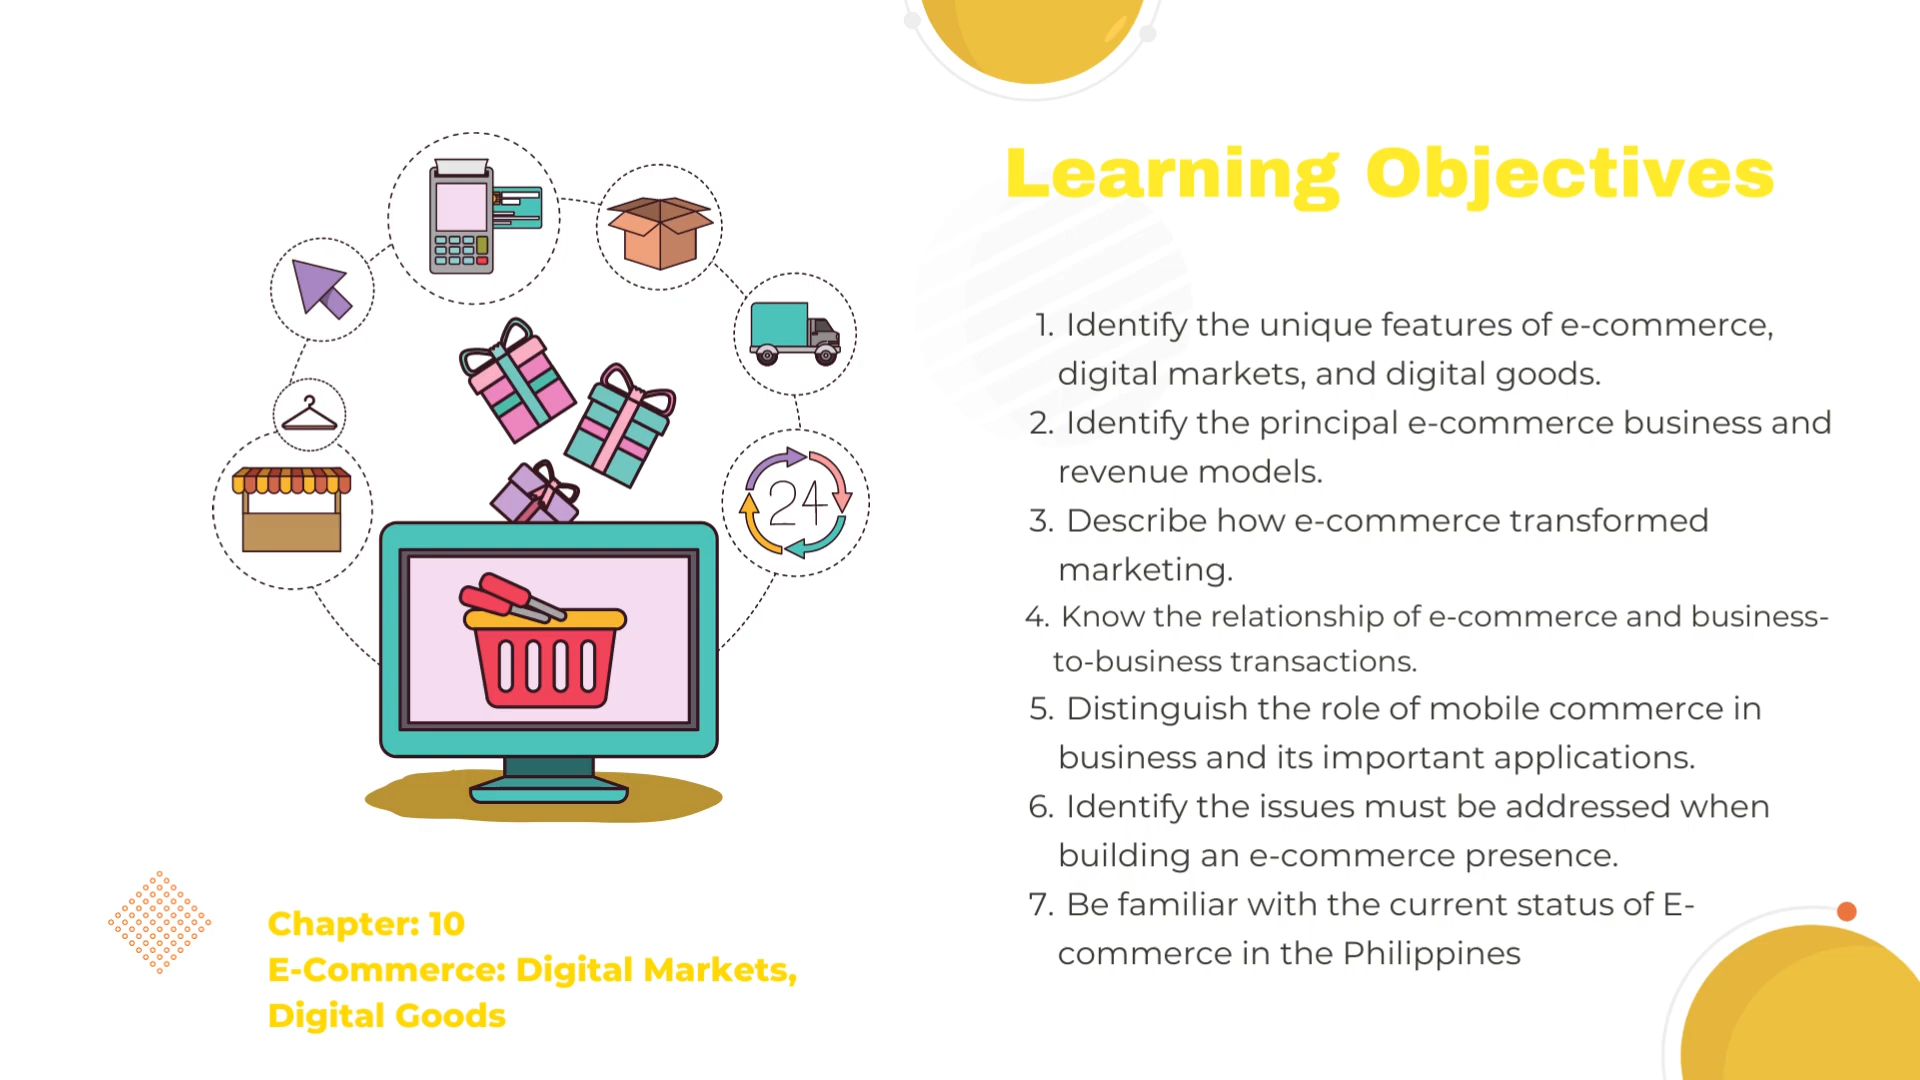 Learning Objectives
1. Identify the unique features of e-commerce,
digital markets, and digital goods.
2. Identify the principal e-commerce business and
revenue models.
3. Describe how e-commerce transformed
marketing.
4. Know the relationship of e-commerce and business-
to-business transactions.
5. Distinguish the role of mobile commerce in
business and its important applications.
6. Identify the issues must be addressed when
building an e-commerce presence.
7. Be familiar with the current status of E-
commerce in the Philippines
24
Chapter: 10
E-Commerce: Digital Markets,
Digital Goods